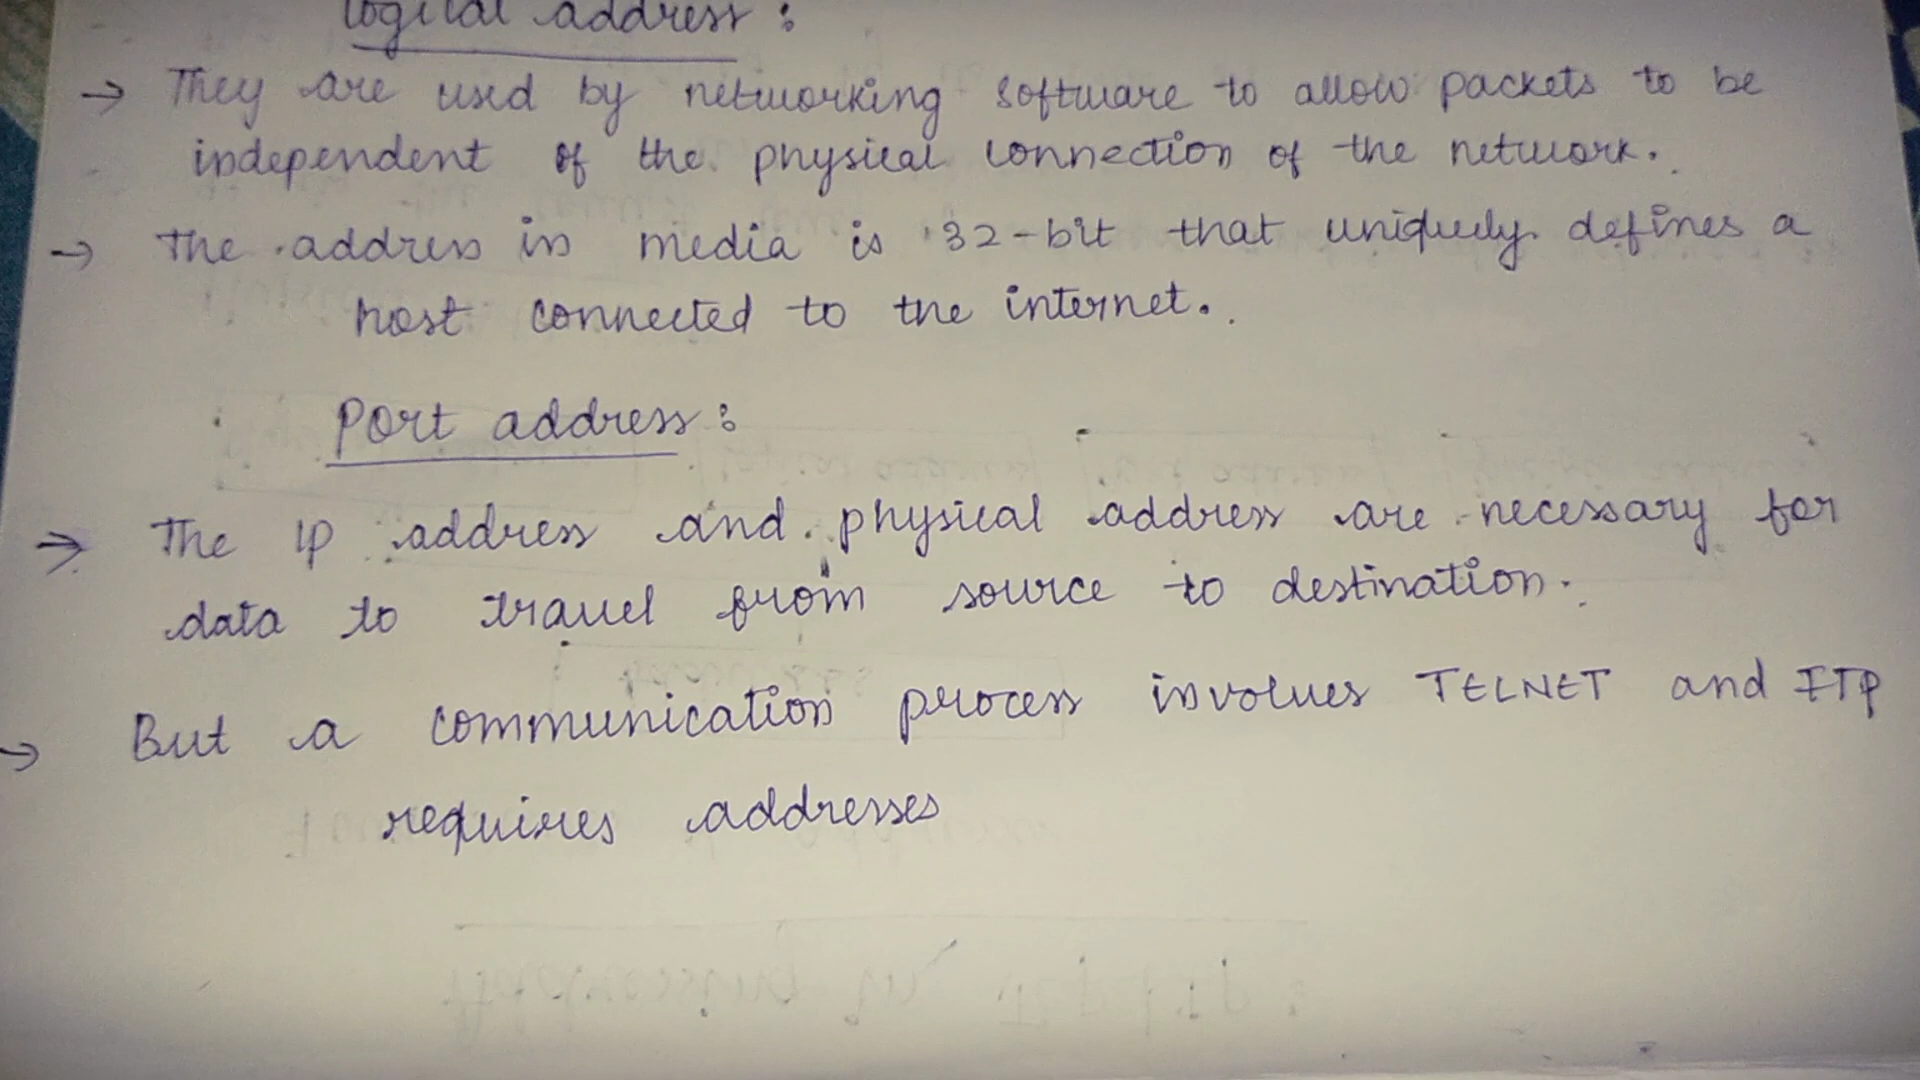 logical address :
→ They are used by networking software to allow packets to be
independent of the physical connection of the network.
→ The address in media is 32-bit that uniquely defines a
host connected to the internet.
Port address :
→ The IP address and physical address are necessary for
data to travel from source to destination.
→ But a communication process involves TELNET and FTP
requires addresses